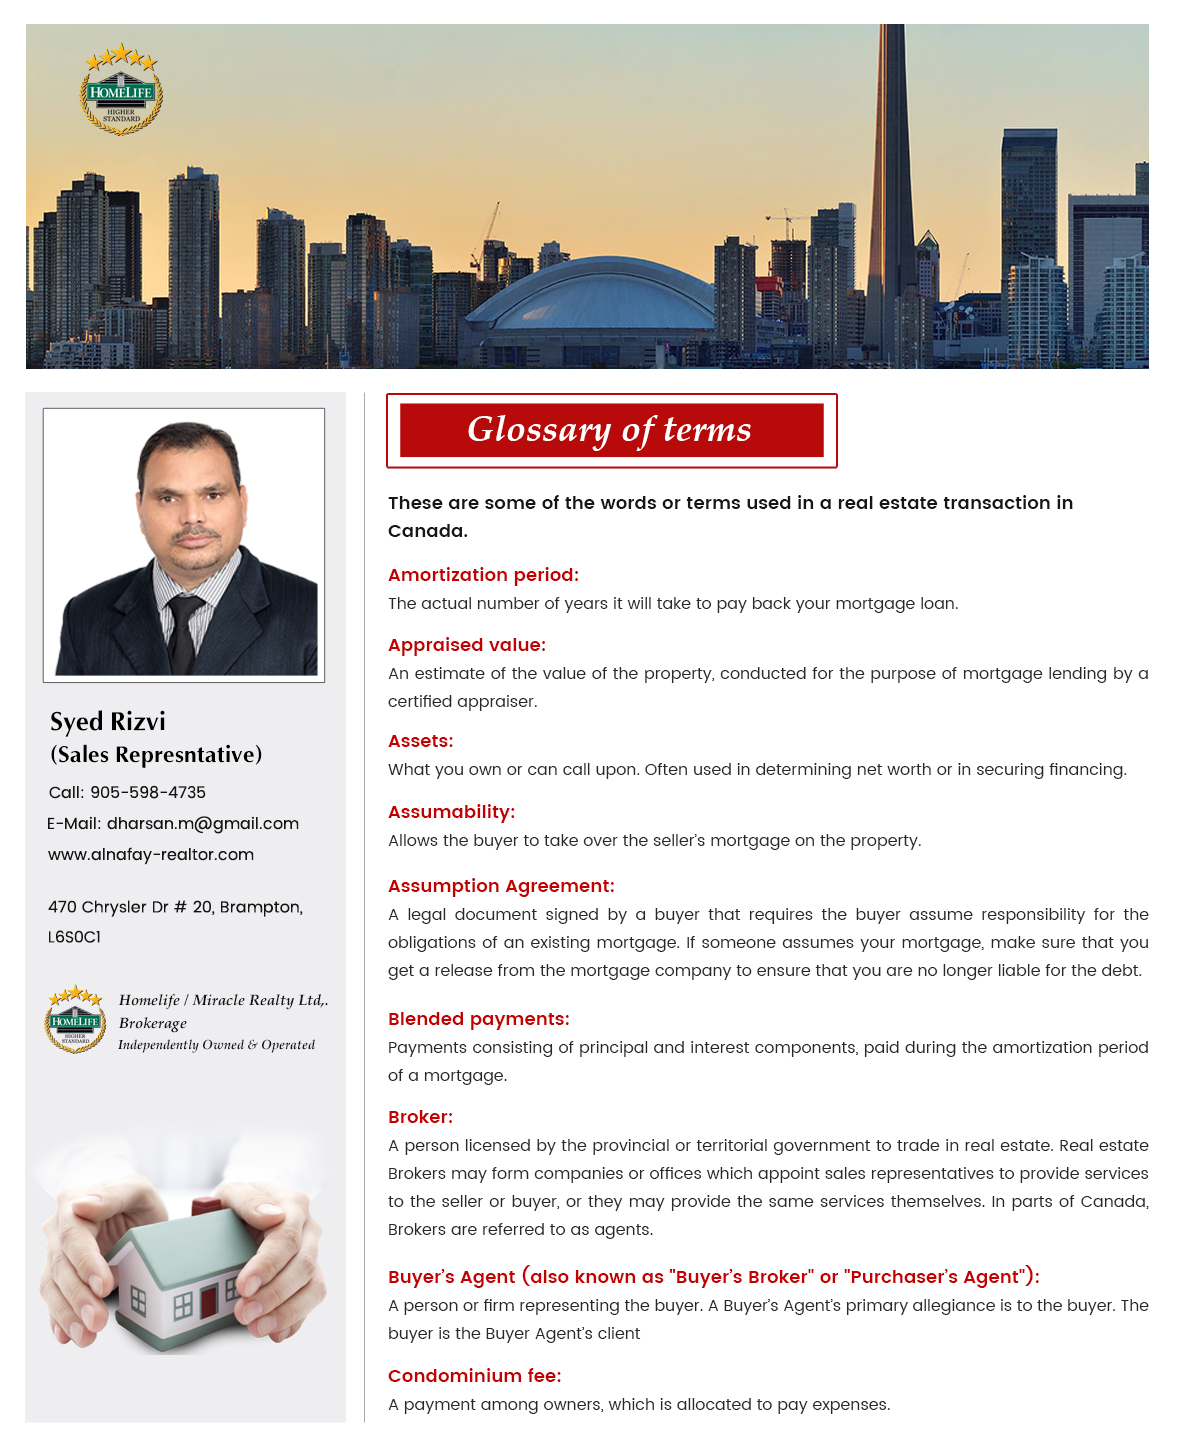 HOMELIFE
HIGHER
STANDARD
Syed Rizvi
(Sales Represntative)
Call: 905-598-4735
E-Mail: dharsan.m@gmail.com
www.alnafay-realtor.com
470 Chrysler Dr # 20, Brampton,
L6S0C1
HOMELIFE
HIGHER
STANDARD
Homelife / Miracle Realty Ltd,.
Brokerage
Independently Owned & Operated
Glossary of terms
These are some of the words or terms used in a real estate transaction in
Canada.
Amortization period:
The actual number of years it will take to pay back your mortgage loan.
Appraised value:
An estimate of the value of the property, conducted for the purpose of mortgage lending by a
certified appraiser.
Assets:
What you own or can call upon. Often used in determining net worth or in securing financing.
Assumability:
Allows the buyer to take over the seller's mortgage on the property.
Assumption Agreement:
A legal document signed by a buyer that requires the buyer assume responsibility for the
obligations of an existing mortgage. If someone assumes your mortgage, make sure that you
get a release from the mortgage company to ensure that you are no longer liable for the debt.
Blended payments:
Payments consisting of principal and interest components, paid during the amortization period
of a mortgage.
Broker:
A person licensed by the provincial or territorial government to trade in real estate. Real estate
Brokers may form companies or offices which appoint sales representatives to provide services
to the seller or buyer, or they may provide the same services themselves. In parts of Canada,
Brokers are referred to as agents.
Buyer's Agent (also known as "Buyer's Broker" or "Purchaser's Agent"):
A person or firm representing the buyer. A Buyer's Agent's primary allegiance is to the buyer. The
buyer is the Buyer Agent's client
Condominium fee:
A payment among owners, which is allocated to pay expenses.